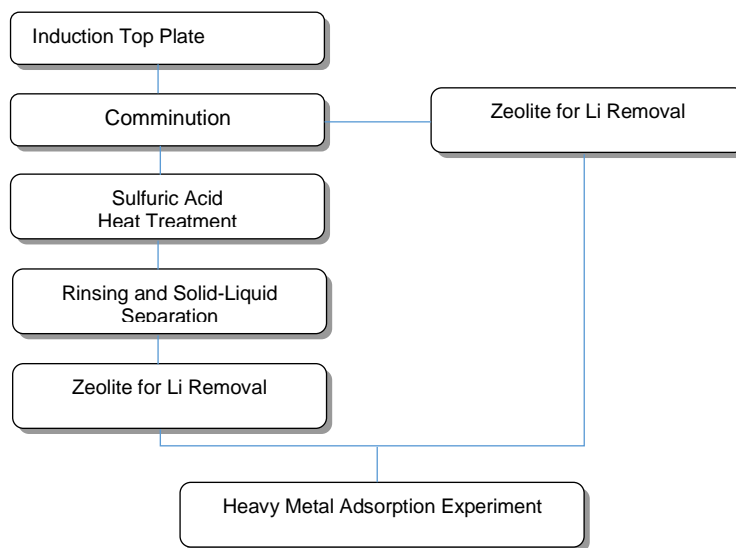 Induction Top Plate
Comminution
Zeolite for Li Removal
Sulfuric Acid
Heat Treatment
Rinsing and Solid-Liquid
Separation
Zeolite for Li Removal
Heavy Metal Adsorption Experiment